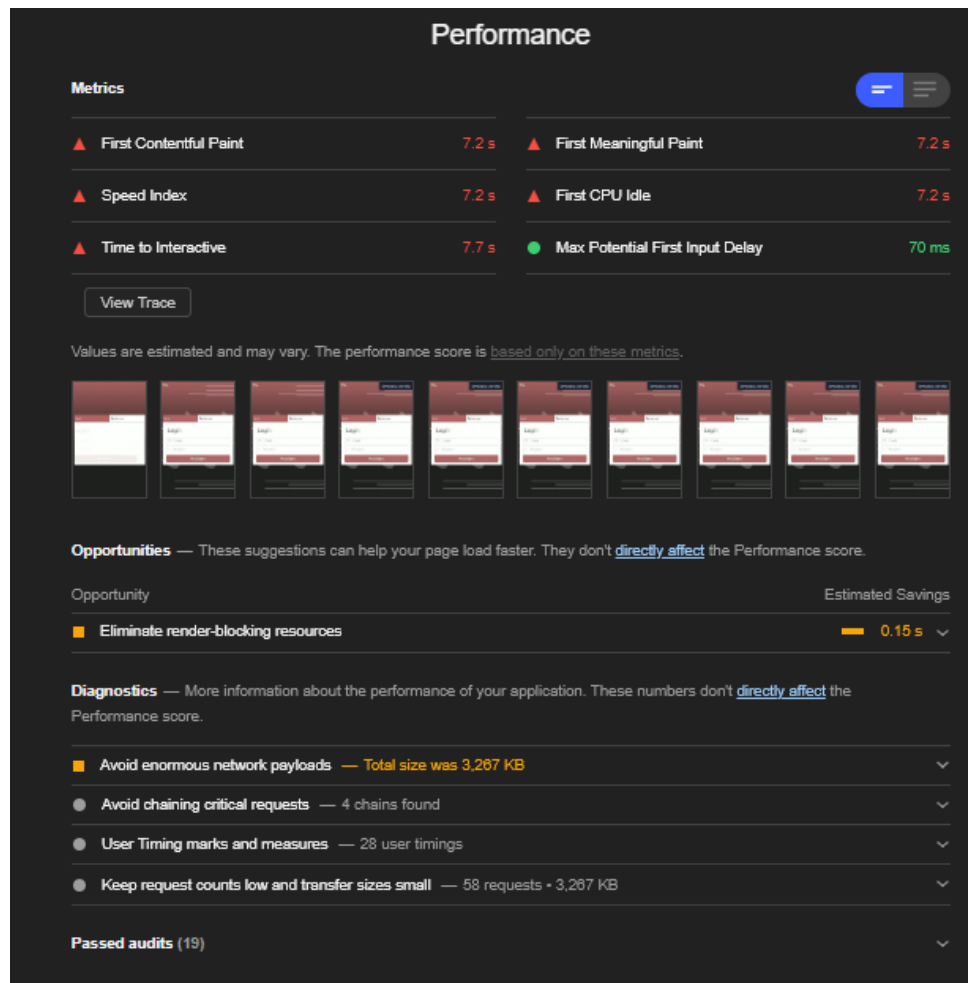 Performance
Metrics
First Contentful Paint 7.2 s
First Meaningful Paint 7.2 s
Speed Index 7.2 s
First CPU Idle 7.2 s
Time to Interactive 7.7 s
Max Potential First Input Delay 70 ms
View Trace
Values are estimated and may vary. The performance score is based only on these metrics.
Opportunities — These suggestions can help your page load faster. They don't directly affect the Performance score.
Opportunity Estimated Savings
Eliminate render-blocking resources 0.15 s
Diagnostics — More information about the performance of your application. These numbers don't directly affect the
Performance score.
Avoid enormous network payloads — Total size was 3,267 KB
Avoid chaining critical requests — 4 chains found
User Timing marks and measures — 28 user timings
Keep request counts low and transfer sizes small — 58 requests • 3,267 KB
Passed audits (19)